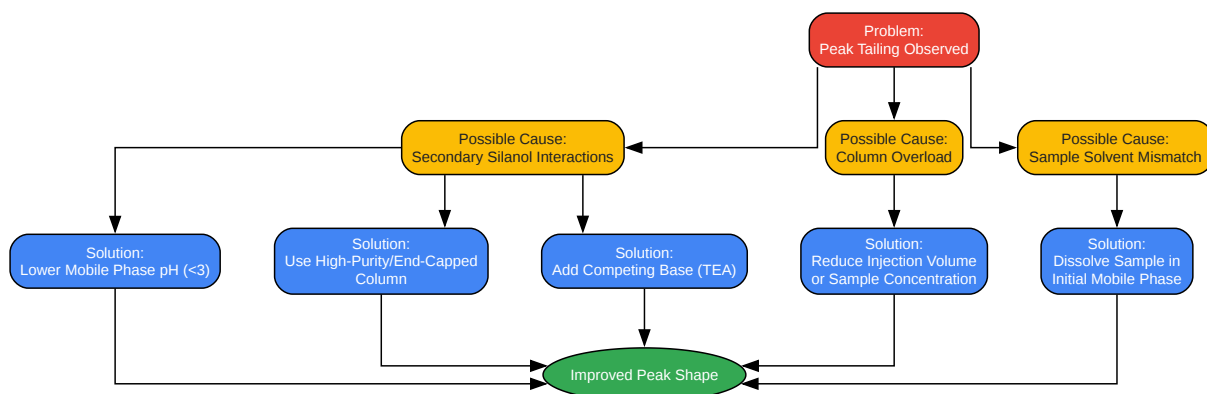 Problem:
Peak Tailing Observed
Possible Cause:
Secondary Silanol Interactions
Possible Cause:
Column Overload
Possible Cause:
Sample Solvent Mismatch
Solution:
Lower Mobile Phase pH (<3)
Solution:
Use High-Purity/End-Capped
Column
Solution:
Add Competing Base (TEA)
Solution:
Reduce Injection Volume
or Sample Concentration
Solution:
Dissolve Sample in
Initial Mobile Phase
Improved Peak Shape